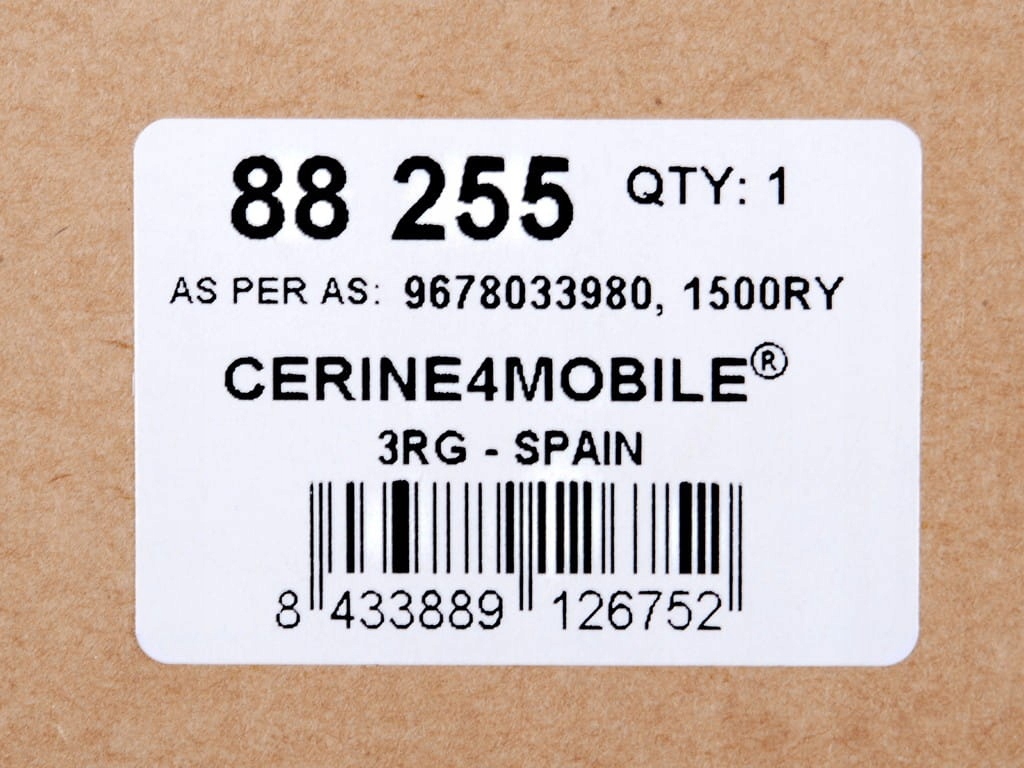 88 255 QTY: 1
AS PER AS: 9678033980, 1500RY
CERINE4MOBILE®
3RG - SPAIN
8 433889 126752